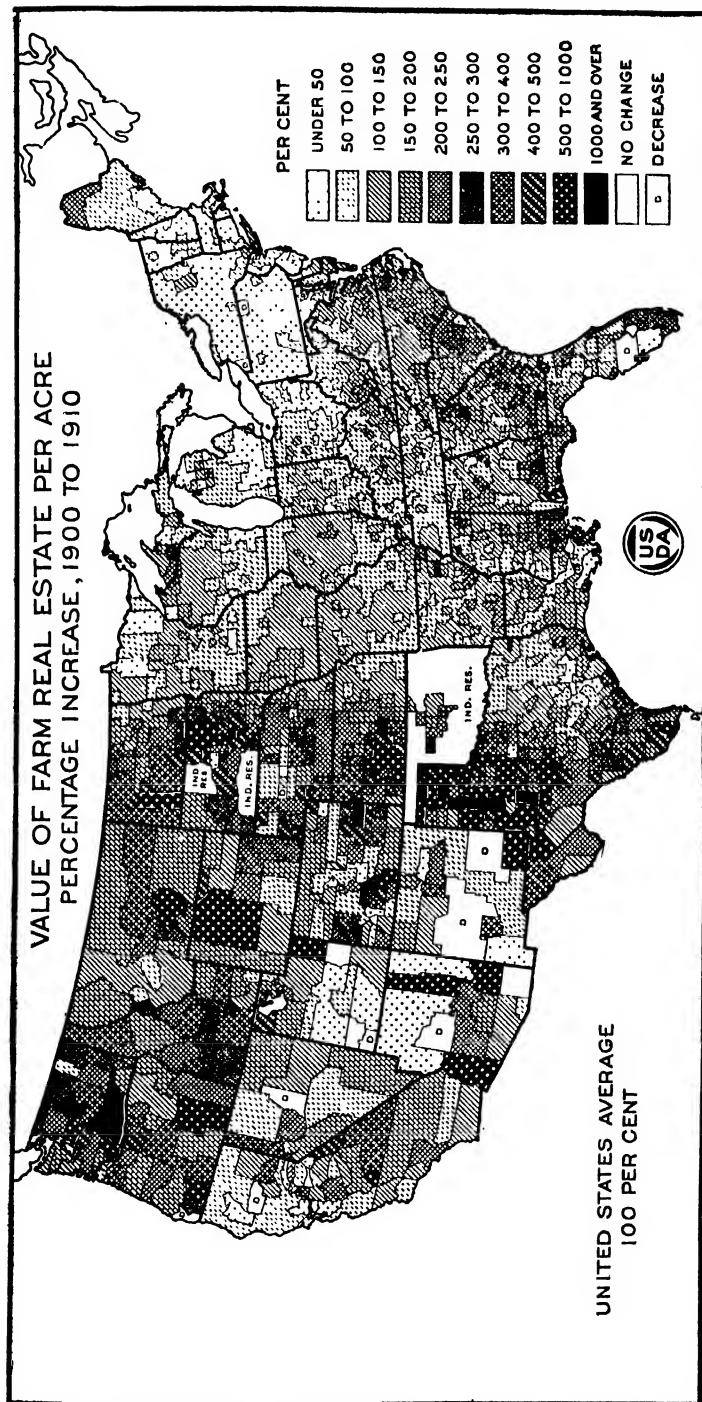 VALUE OF FARM REAL ESTATE PER ACRE
PERCENTAGE INCREASE, 1900 TO 1910
PER CENT
UNDER 50
50 TO 100
100 TO 150
150 TO 200
200 TO 250
250 TO 300
300 TO 400
400 TO 500
500 TO 1000
1000 AND OVER
NO CHANGE
D DECREASE
IND. RES.
IND. RES.
IND. RES.
D
D
D
D
D
D
D
UNITED STATES AVERAGE
100 PER CENT
US
DA